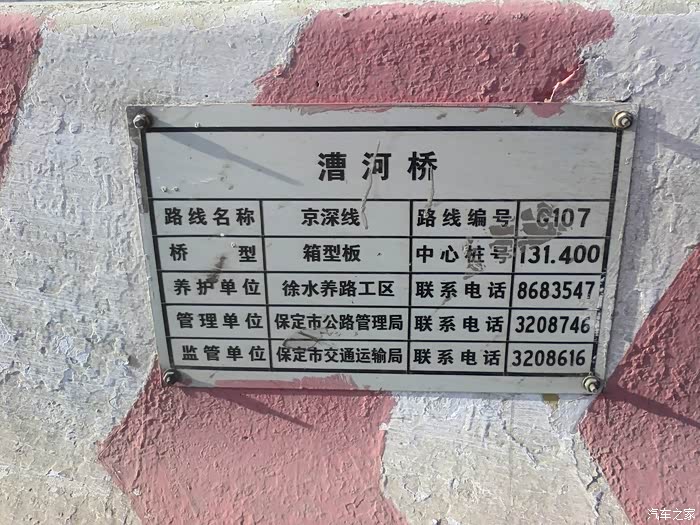 漕河桥
路线名称 京深线 路线编号 G107
桥型 箱型板 中心桩号 131.400
养护单位 徐水养路工区 联系电话 8683547
管理单位 保定市公路管理局 联系电话 3208746
监管单位 保定市交通运输局 联系电话 3208616
汽车之家